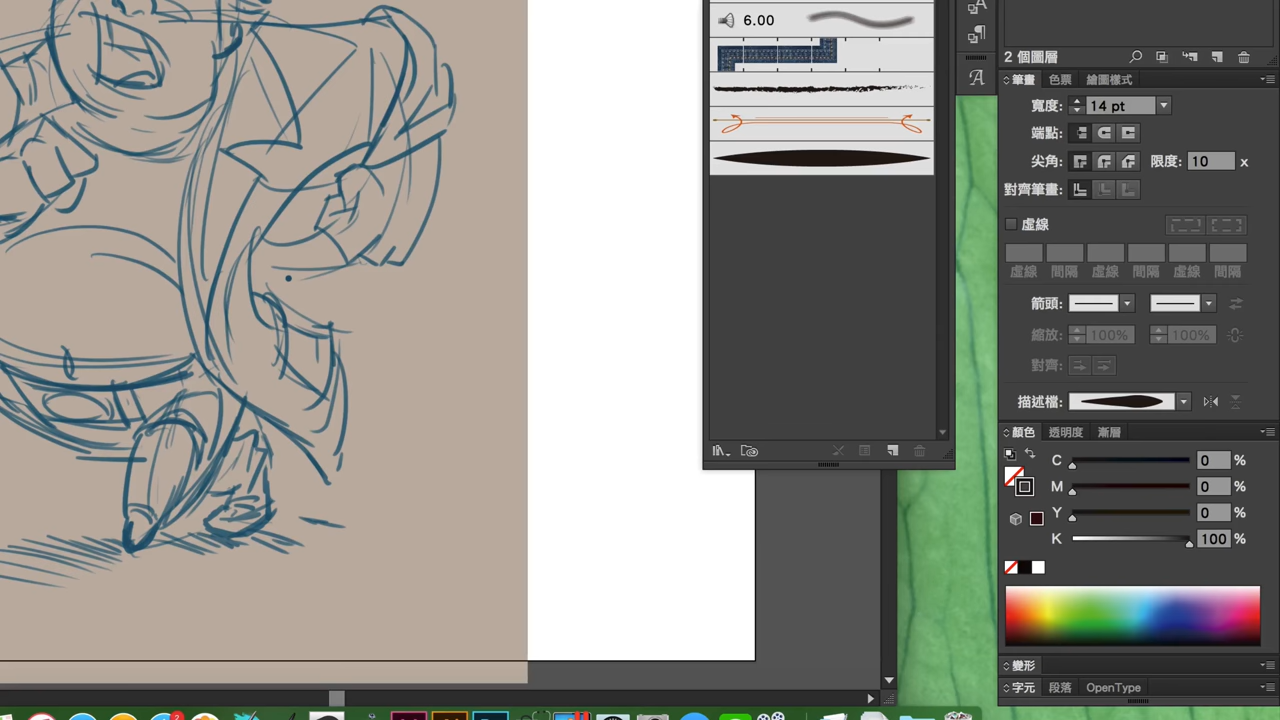 6.00
2 個圖層
筆畫 色票 繪圖樣式
寬度: 14 pt
端點:
尖角: 限度: 10 x
對齊筆畫:
虛線
虛線 間隔 虛線 間隔 虛線 間隔
箭頭:
縮放: 100% 100%
對齊:
描述檔:
顏色 透明度 漸層
C 0 %
M 0 %
Y 0 %
K 100 %
變形
字元 段落 OpenType
2